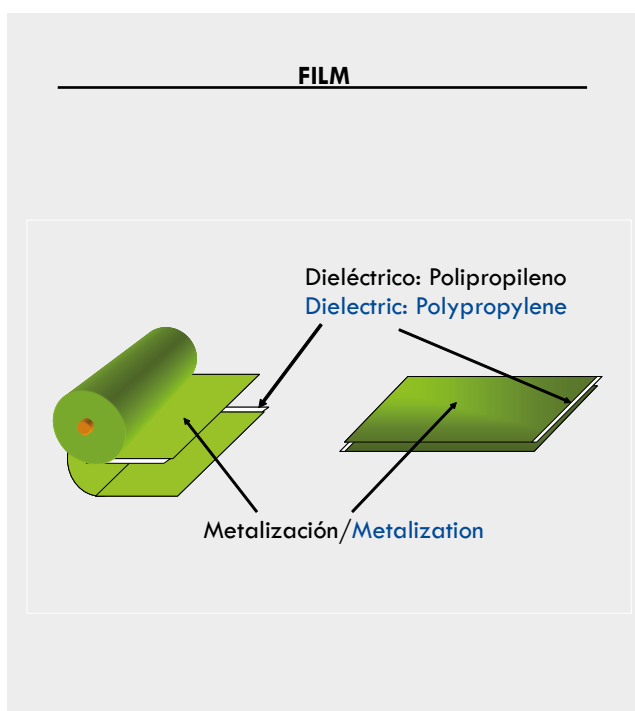 FILM
Dieléctrico: Polipropileno
Dielectric: Polypropylene
Metalización/Metalization